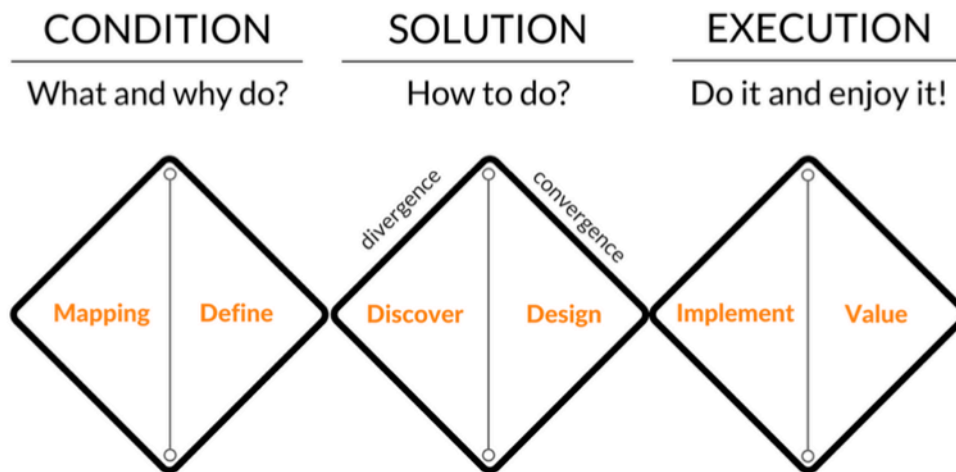 CONDITION
What and why do?
SOLUTION
How to do?
EXECUTION
Do it and enjoy it!
divergence
convergence
Mapping
Define
Discover
Design
Implement
Value